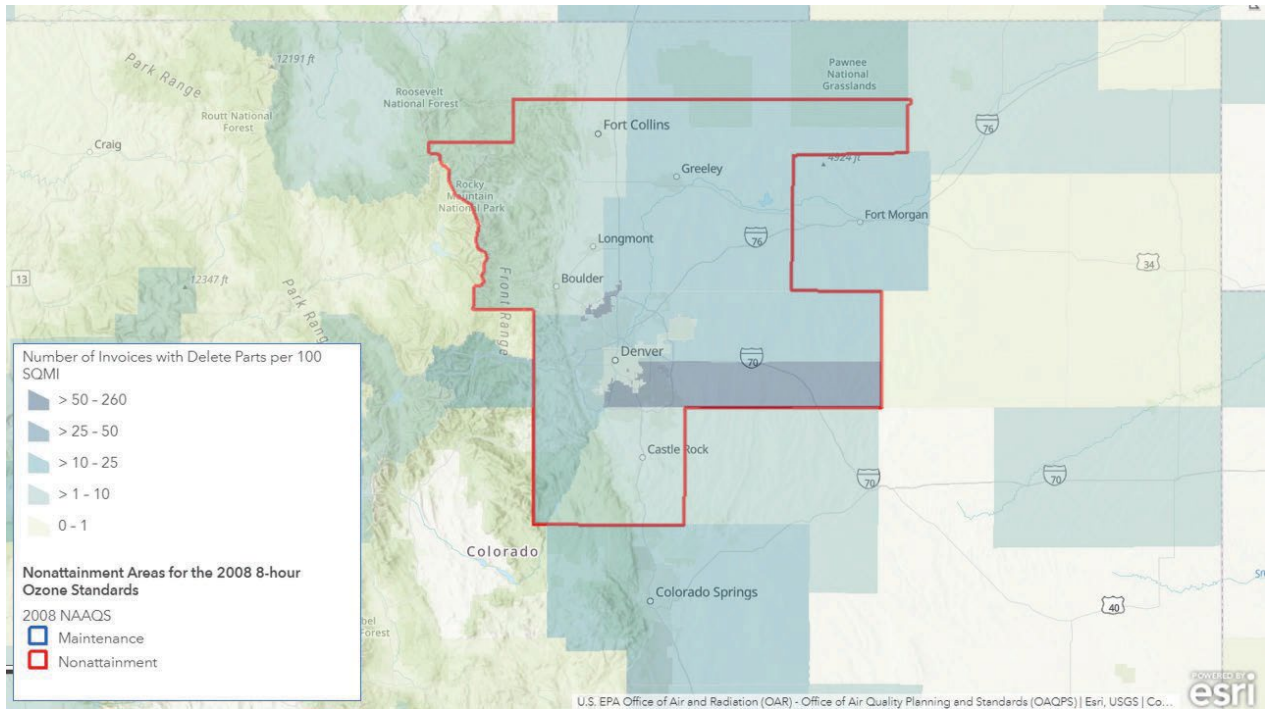 12191 ft
Park Range
Roosevelt
National Forest
Pawnee
National
Grasslands
Routt National
Forest
Craig
Fort Collins
76
Greeley
4924 ft
Rocky
Mountain
National Park
Fort Morgan
Longmont
76
34
13
12347 ft
Boulder
Park Range
Front Range
Denver
70
Castle Rock
70
70
Colorado
Colorado Springs
40
Number of Invoices with Delete Parts per 100
SQMI
> 50 - 260
> 25 - 50
> 10 - 25
> 1 - 10
0 - 1
Nonattainment Areas for the 2008 8-hour
Ozone Standards
2008 NAAQS
Maintenance
Nonattainment
Forest
U.S. EPA Office of Air and Radiation (OAR) - Office of Air Quality Planning and Standards (OAQPS) | Esri, USGS | Co...
POWERED BY
esri